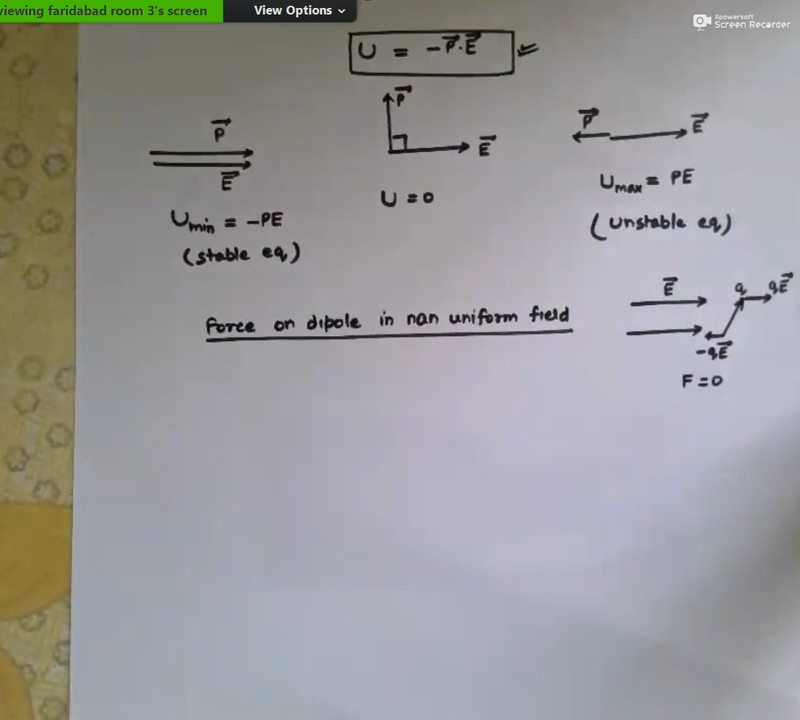 viewing faridabad room 3's screen
View Options
Apowersoft
Screen Recorder
U = -P⃗.E⃗
P⃗
E⃗
Umin = -PE
(stable eq)
P⃗
E⃗
U = 0
P⃗
E⃗
Umax = PE
(Unstable eq)
Force on dipole in nan uniform field
E⃗
q
qE⃗
-qE⃗
F = 0